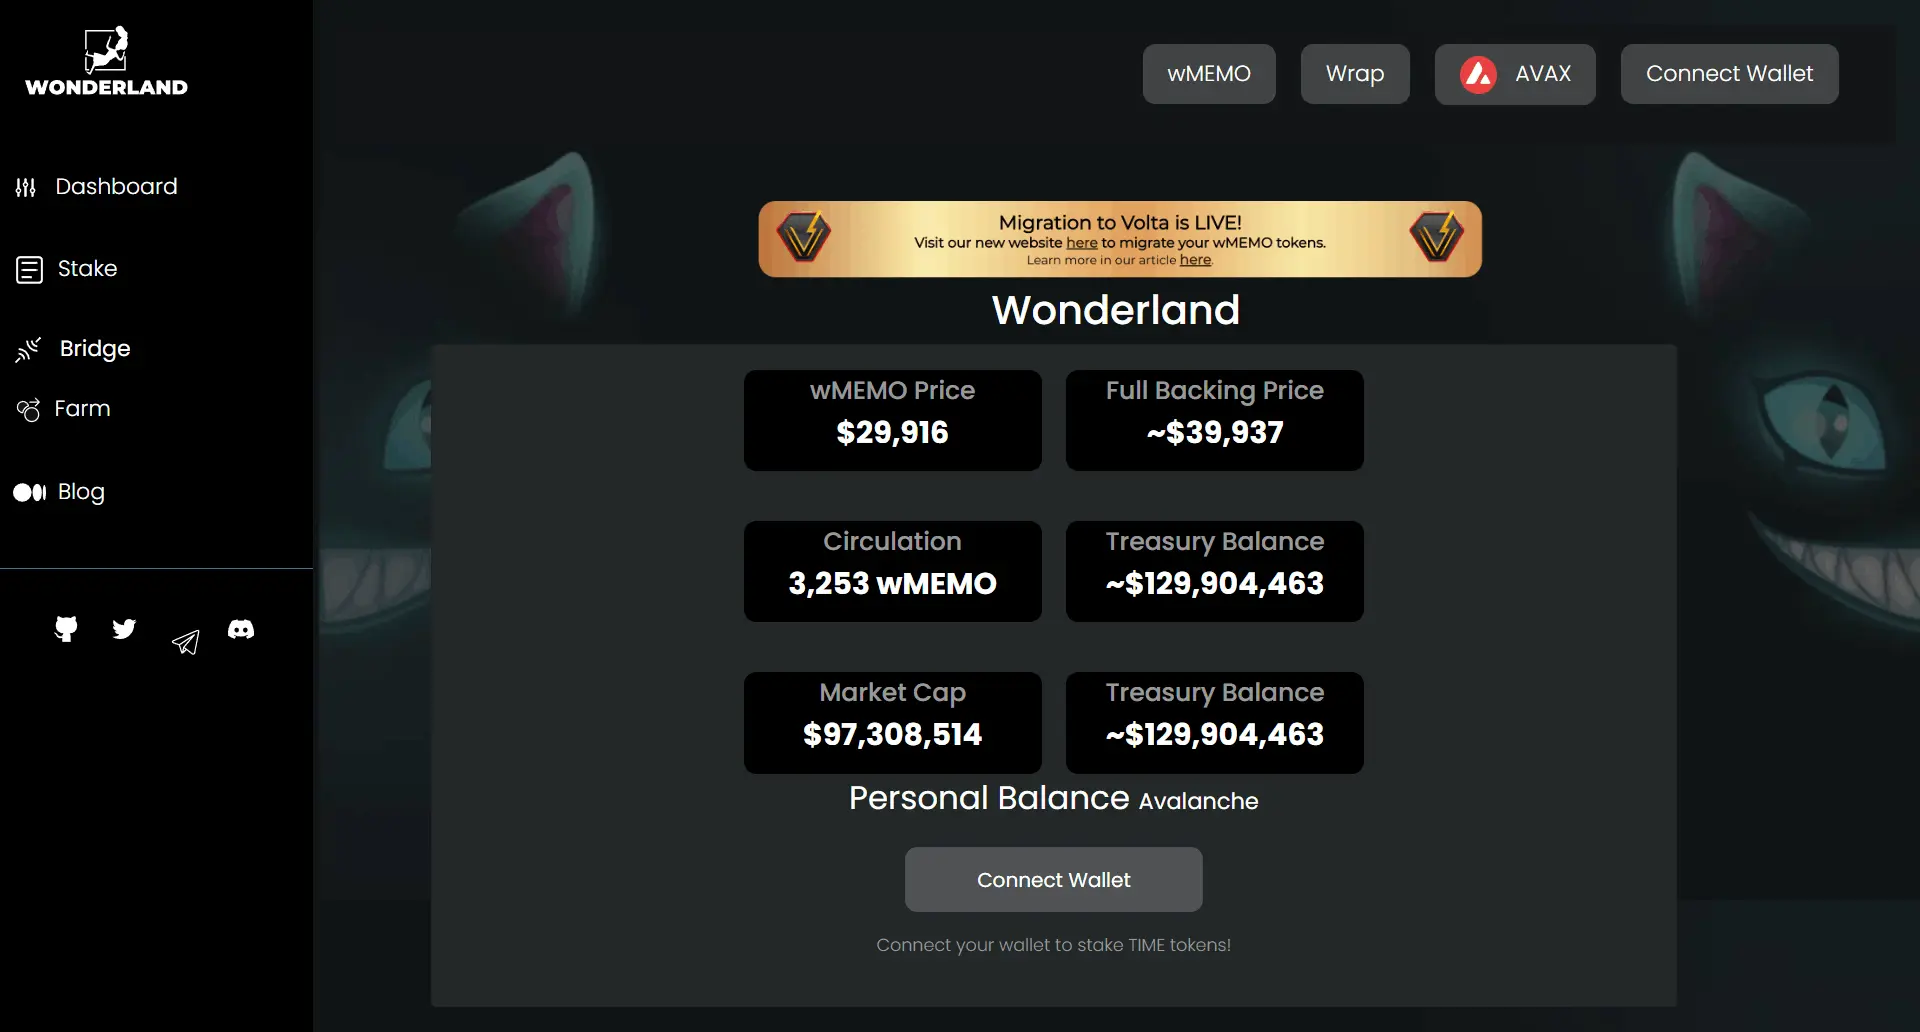 WONDERLAND
Dashboard
Stake
Bridge
Farm
Blog
wMEMO
Wrap
AVAX
Connect Wallet
Migration to Volta is LIVE!
Visit our new website here to migrate your wMEMO tokens.
Learn more in our article here.
Wonderland
wMEMO Price
$29,916
Full Backing Price
~$39,937
Circulation
3,253 wMEMO
Treasury Balance
~$129,904,463
Market Cap
$97,308,514
Treasury Balance
~$129,904,463
Personal Balance Avalanche
Connect Wallet
Connect your wallet to stake TIME tokens!